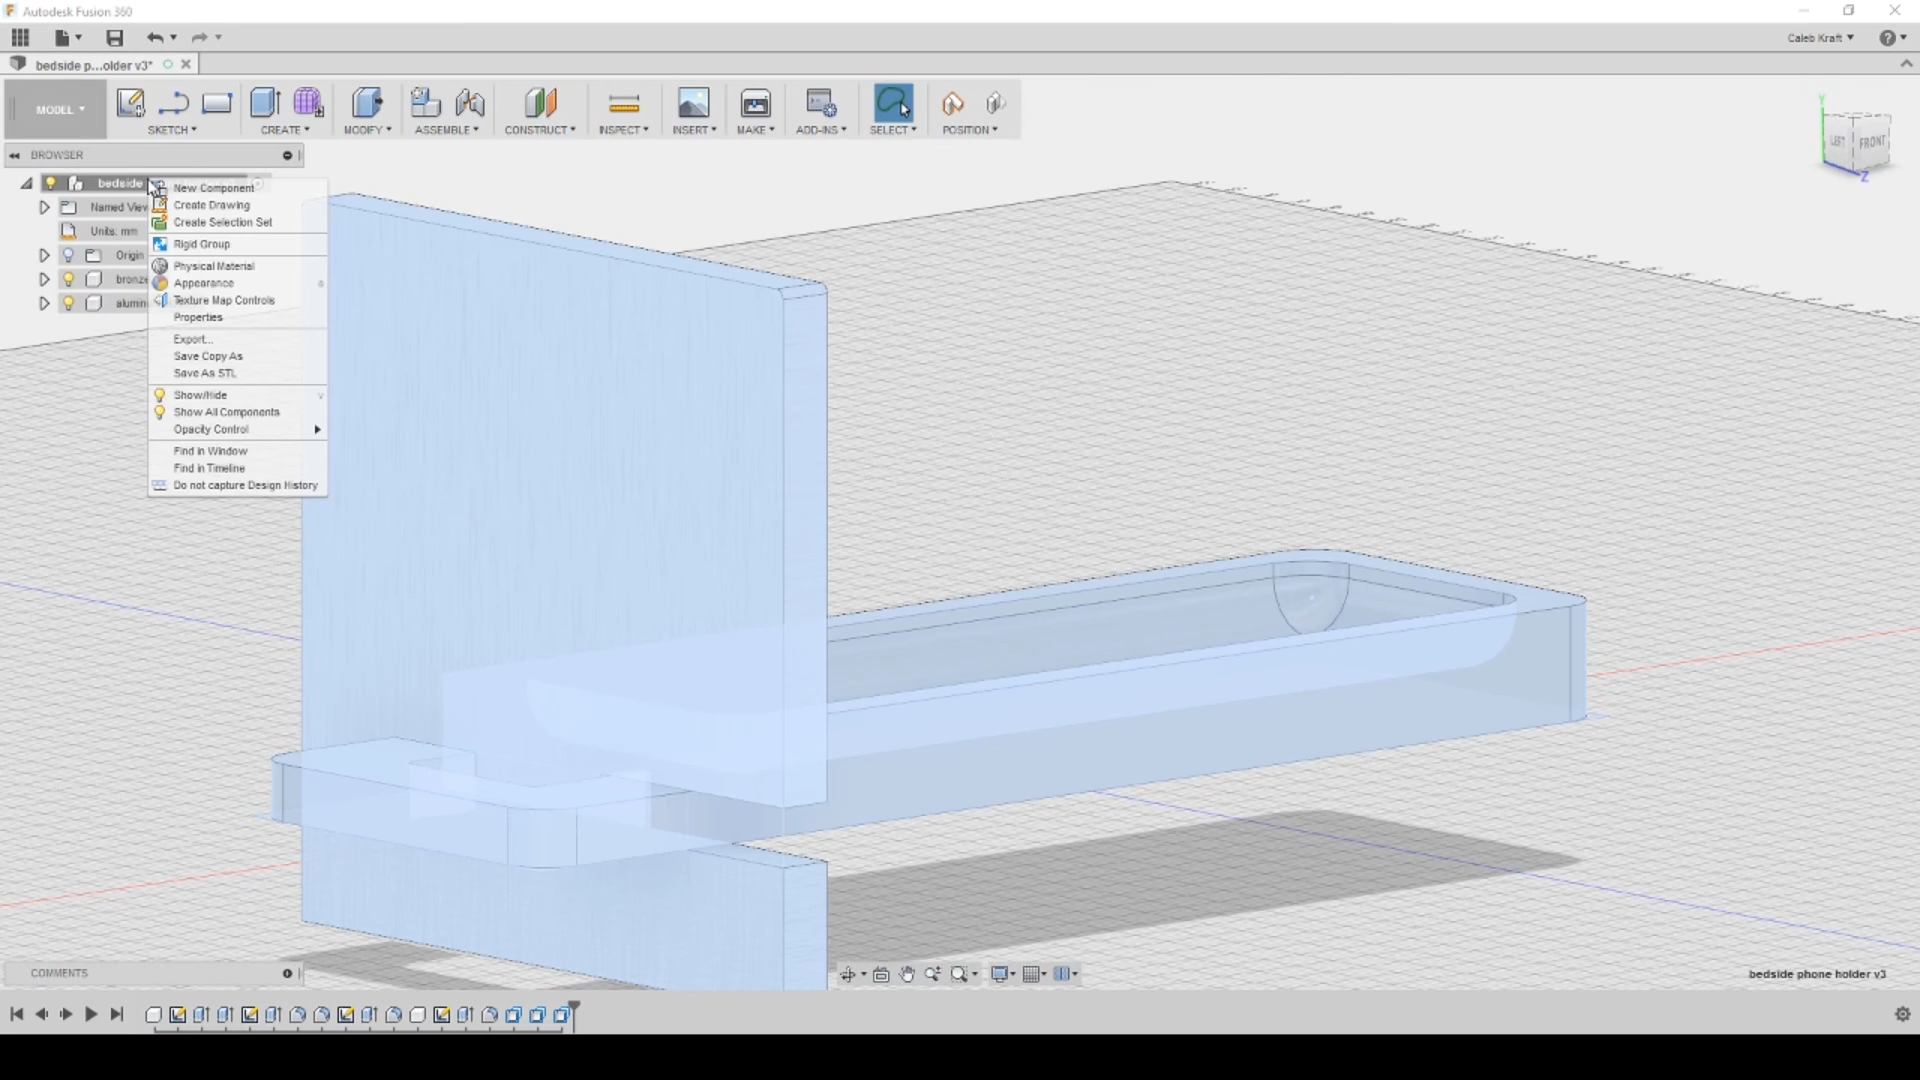 Autodesk Fusion 360
Caleb Kraft
bedside p...older v3*
MODEL
SKETCH
CREATE
MODIFY
ASSEMBLE
CONSTRUCT
INSPECT
INSERT
MAKE
ADD-INS
SELECT
POSITION
BROWSER
bedside
Named View
Units: mm
Origin
bronze
alumin
New Component
Create Drawing
Create Selection Set
Rigid Group
Physical Material
Appearance
Texture Map Controls
Properties
Export...
Save Copy As
Save As STL
Show/Hide v
Show All Components
Opacity Control
Find in Window
Find in Timeline
Do not capture Design History
Y
LEFT
FRONT
Z
COMMENTS
bedside phone holder v3